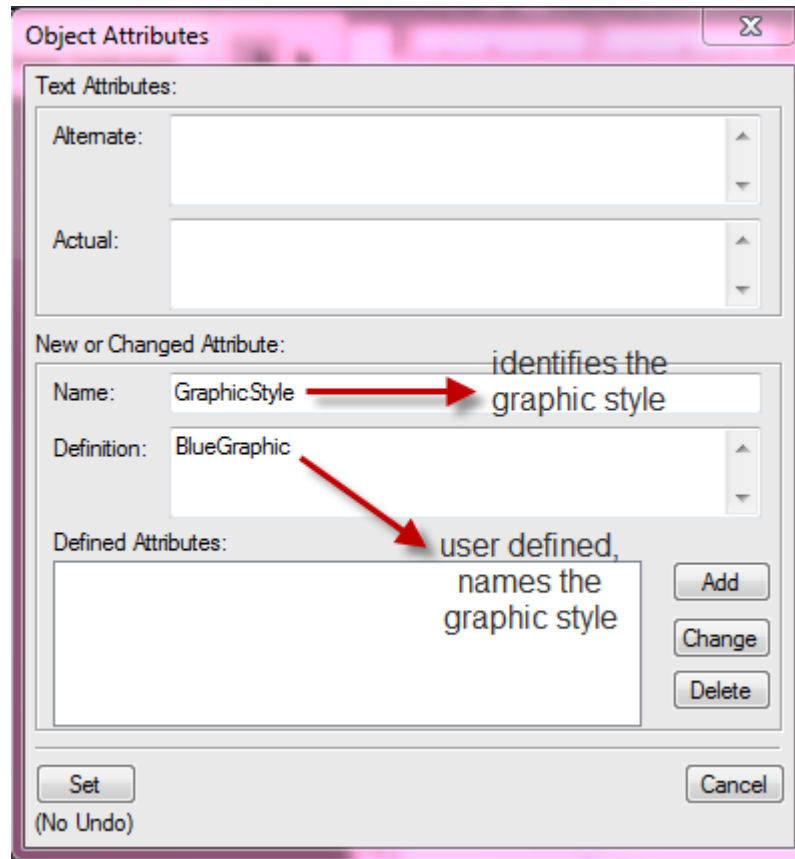 Object Attributes
Text Attributes:
Alternate:
Actual:
New or Changed Attribute:
identifies the
Name: GraphicStyle graphic style
Definition: BlueGraphic
Defined Attributes:
user defined,
names the
graphic style
Add
Change
Delete
Set
Cancel
(No Undo)